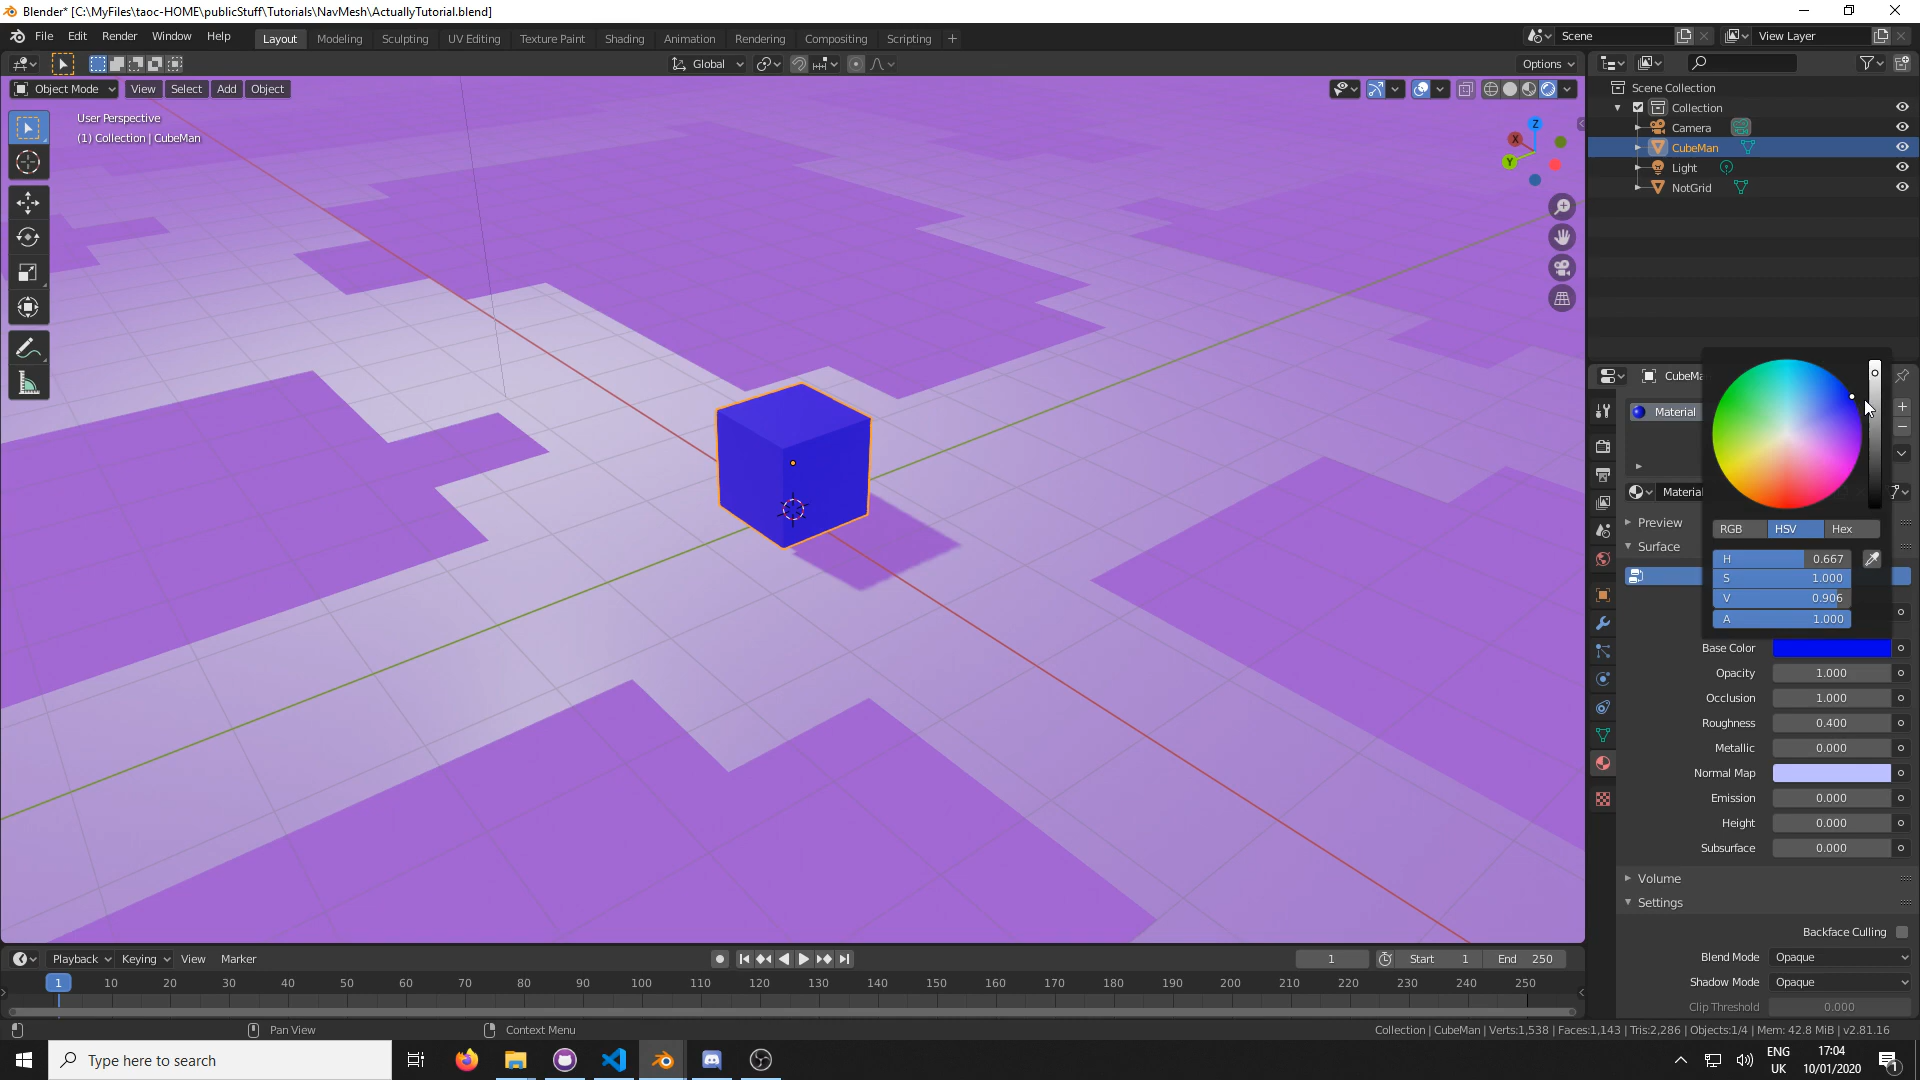 Blender* [C:\MyFiles\taoc-HOME\publicStuff\Tutorials\NavMesh\ActuallyTutorial.blend]
File Edit Render Window Help Layout Modeling Sculpting UV Editing Texture Paint Shading Animation Rendering Compositing Scripting + Scene View Layer
Global Options
Object Mode View Select Add Object
User Perspective
(1) Collection | CubeMan
Z
X
Y
Scene Collection
Collection
Camera
CubeMan
Light
NotGrid
CubeMa
Material
Material
Preview
Surface
RGB HSV Hex
H 0.667
S 1.000
V 0.906
A 1.000
Base Color
Opacity 1.000
Occlusion 1.000
Roughness 0.400
Metallic 0.000
Normal Map
Emission 0.000
Height 0.000
Subsurface 0.000
Volume
Settings
Backface Culling
Blend Mode Opaque
Shadow Mode Opaque
Clip Threshold 0.000
Playback Keying View Marker 1 Start 1 End 250
1 10 20 30 40 50 60 70 80 90 100 110 120 130 140 150 160 170 180 190 200 210 220 230 240 250
Pan View Context Menu
Collection | CubeMan | Verts:1,538 | Faces:1,143 | Tris:2,286 | Objects:1/4 | Mem: 42.8 MiB | v2.81.16
Type here to search
ENG
UK
17:04
10/01/2020
1